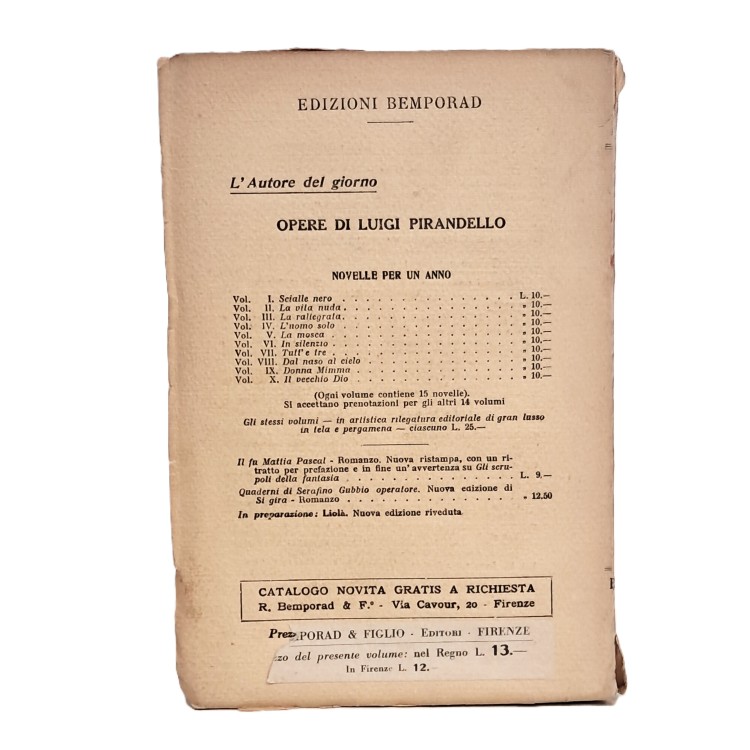 EDIZIONI BEMPORAD
L'Autore del giorno
OPERE DI LUIGI PIRANDELLO
NOVELLE PER UN ANNO
Vol. I. Scialle nero . . . . . . . . . . . . . . . . L. 10.—
Vol. II. La vita nuda . . . . . . . . . . . . . . . . » 10.—
Vol. III. La rallegrata . . . . . . . . . . . . . . . . » 10.—
Vol. IV. L'uomo solo . . . . . . . . . . . . . . . . » 10.—
Vol. V. La mosca . . . . . . . . . . . . . . . . » 10.—
Vol. VI. In silenzio . . . . . . . . . . . . . . . . » 10.—
Vol. VII. Tutt'e tre . . . . . . . . . . . . . . . . » 10.—
Vol. VIII. Dal naso al cielo . . . . . . . . . . . . . . » 10.—
Vol. IX. Donna Mimma . . . . . . . . . . . . . . » 10.—
Vol. X. Il vecchio Dio . . . . . . . . . . . . . . » 10.—
(Ogni volume contiene 15 novelle).
Si accettano prenotazioni per gli altri 14 volumi
Gli stessi volumi — in artistica rilegatura editoriale di gran lusso
in tela e pergamena — ciascuno L. 25.—
Il fu Mattia Pascal - Romanzo. Nuova ristampa, con un ri-
tratto per prefazione e in fine un'avvertenza su Gli scru-
poli della fantasia . . . . . . . . . . . . . . L. 9.—
Quaderni di Serafino Gubbio operatore. Nuova edizione di
Si gira - Romanzo . . . . . . . . . . . . . . » 12.50
In preparazione: Liolà. Nuova edizione riveduta.
CATALOGO NOVITA GRATIS A RICHIESTA
R. Bemporad & F.° - Via Cavour, 20 - Firenze
Prez
PORAD & FIGLIO - EDITORI - FIRENZE
zo del presente volume: nel Regno L. 13.—
In Firenze L. 12.—